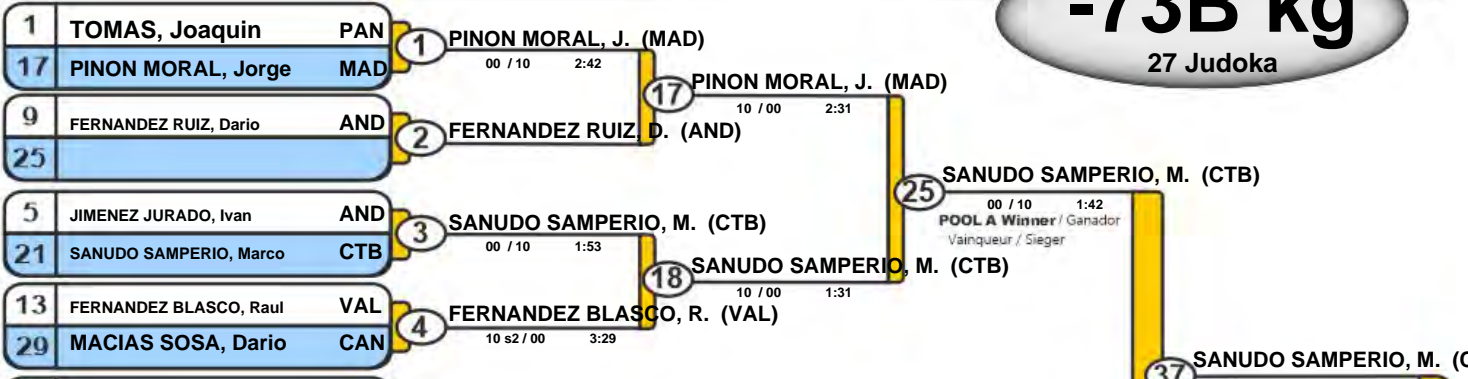 -73B kg
27 Judoka
1 TOMAS, Joaquin PAN
17 PINON MORAL, Jorge MAD
1 PINON MORAL, J. (MAD)
00 / 10 2:42
9 FERNANDEZ RUIZ, Dario AND
25
2 FERNANDEZ RUIZ, D. (AND)
17 PINON MORAL, J. (MAD)
10 / 00 2:31
5 JIMENEZ JURADO, Ivan AND
21 SANUDO SAMPERIO, Marco CTB
3 SANUDO SAMPERIO, M. (CTB)
00 / 10 1:53
13 FERNANDEZ BLASCO, Raul VAL
29 MACIAS SOSA, Dario CAN
4 FERNANDEZ BLASCO, R. (VAL)
10 s2 / 00 3:29
18 SANUDO SAMPERIO, M. (CTB)
10 / 00 1:31
25 SANUDO SAMPERIO, M. (CTB)
00 / 10 1:42
POOL A Winner / Ganador
Vainqueur / Sieger
37 SANUDO SAMPERIO, M. (